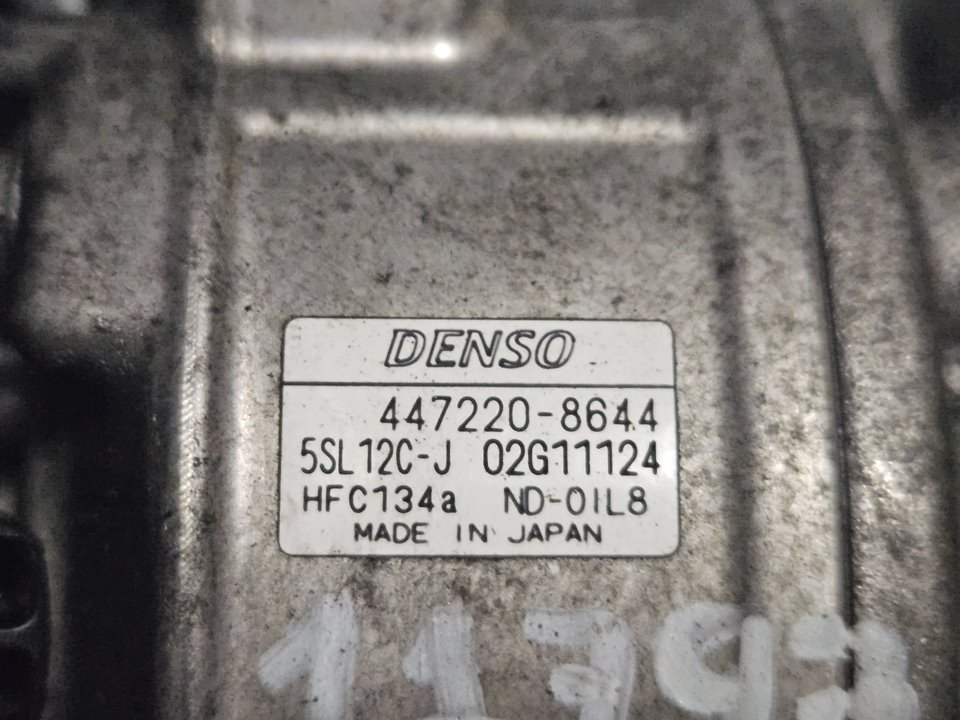 DENSO
447220-8644
5SL12C-J 02G11124
HFC134a ND-OIL8
MADE IN JAPAN
11793